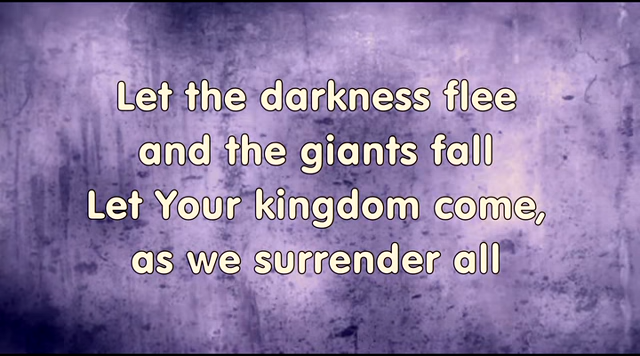 Let the darkness flee
and the giants fall
Let Your kingdom come,
as we surrender all